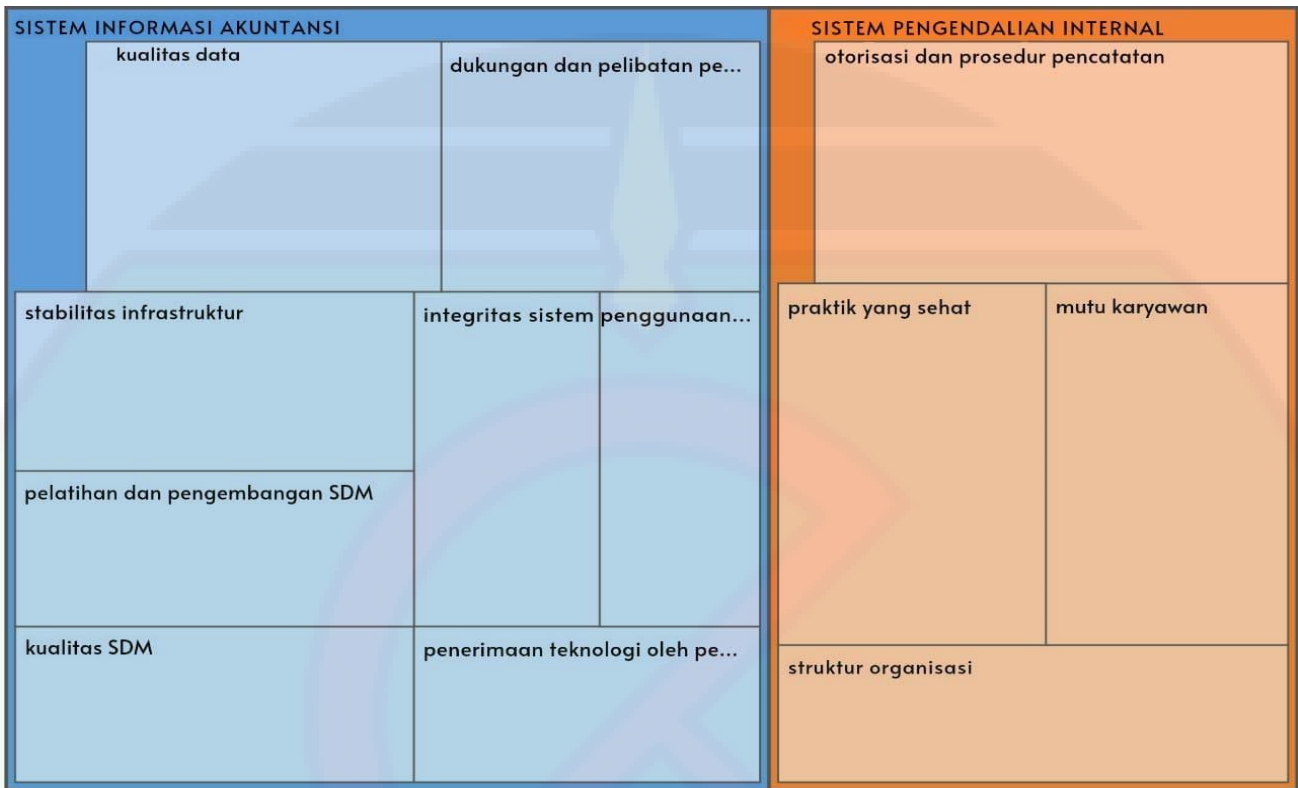 SISTEM INFORMASI AKUNTANSI
kualitas data
dukungan dan pelibatan pe...
stabilitas infrastruktur
integritas sistem
penggunaan...
pelatihan dan pengembangan SDM
kualitas SDM
penerimaan teknologi oleh pe...
SISTEM PENGENDALIAN INTERNAL
otorisasi dan prosedur pencatatan
praktik yang sehat
mutu karyawan
struktur organisasi